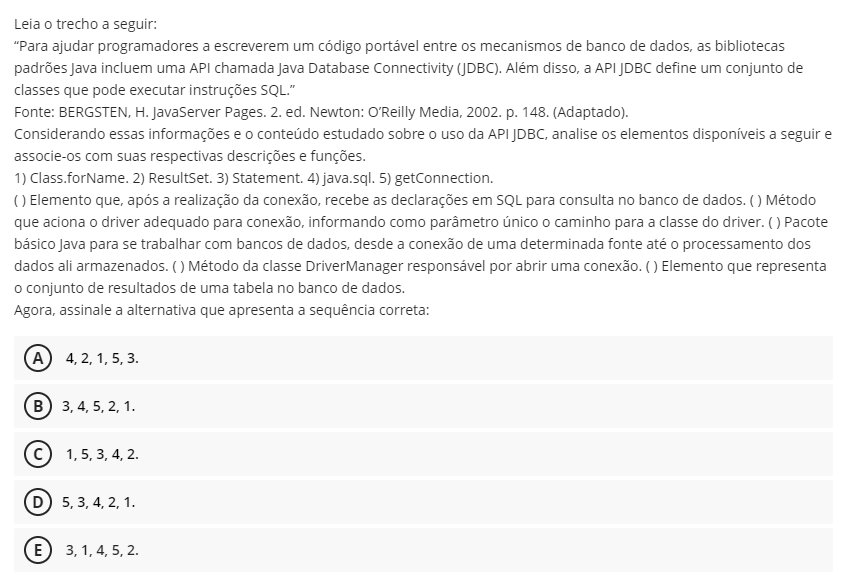 Leia o trecho a seguir:
“Para ajudar programadores a escreverem um código portável entre os mecanismos de banco de dados, as bibliotecas
padrões Java incluem uma API chamada Java Database Connectivity (JDBC). Além disso, a API JDBC define um conjunto de
classes que pode executar instruções SQL.”
Fonte: BERGSTEN, H. JavaServer Pages. 2. ed. Newton: O’Reilly Media, 2002. p. 148. (Adaptado).
Considerando essas informações e o conteúdo estudado sobre o uso da API JDBC, analise os elementos disponíveis a seguir e
associe-os com suas respectivas descrições e funções.
1) Class.forName. 2) ResultSet. 3) Statement. 4) java.sql. 5) getConnection.
( ) Elemento que, após a realização da conexão, recebe as declarações em SQL para consulta no banco de dados. ( ) Método
que aciona o driver adequado para conexão, informando como parâmetro único o caminho para a classe do driver. ( ) Pacote
básico Java para se trabalhar com bancos de dados, desde a conexão de uma determinada fonte até o processamento dos
dados ali armazenados. ( ) Método da classe DriverManager responsável por abrir uma conexão. ( ) Elemento que representa
o conjunto de resultados de uma tabela no banco de dados.
Agora, assinale a alternativa que apresenta a sequência correta:
A 4, 2, 1, 5, 3.
B 3, 4, 5, 2, 1.
C 1, 5, 3, 4, 2.
D 5, 3, 4, 2, 1.
E 3, 1, 4, 5, 2.